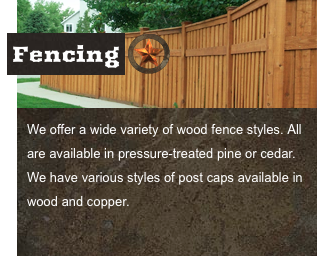 Fencing
We offer a wide variety of wood fence styles. All
are available in pressure-treated pine or cedar.
We have various styles of post caps available in
wood and copper.